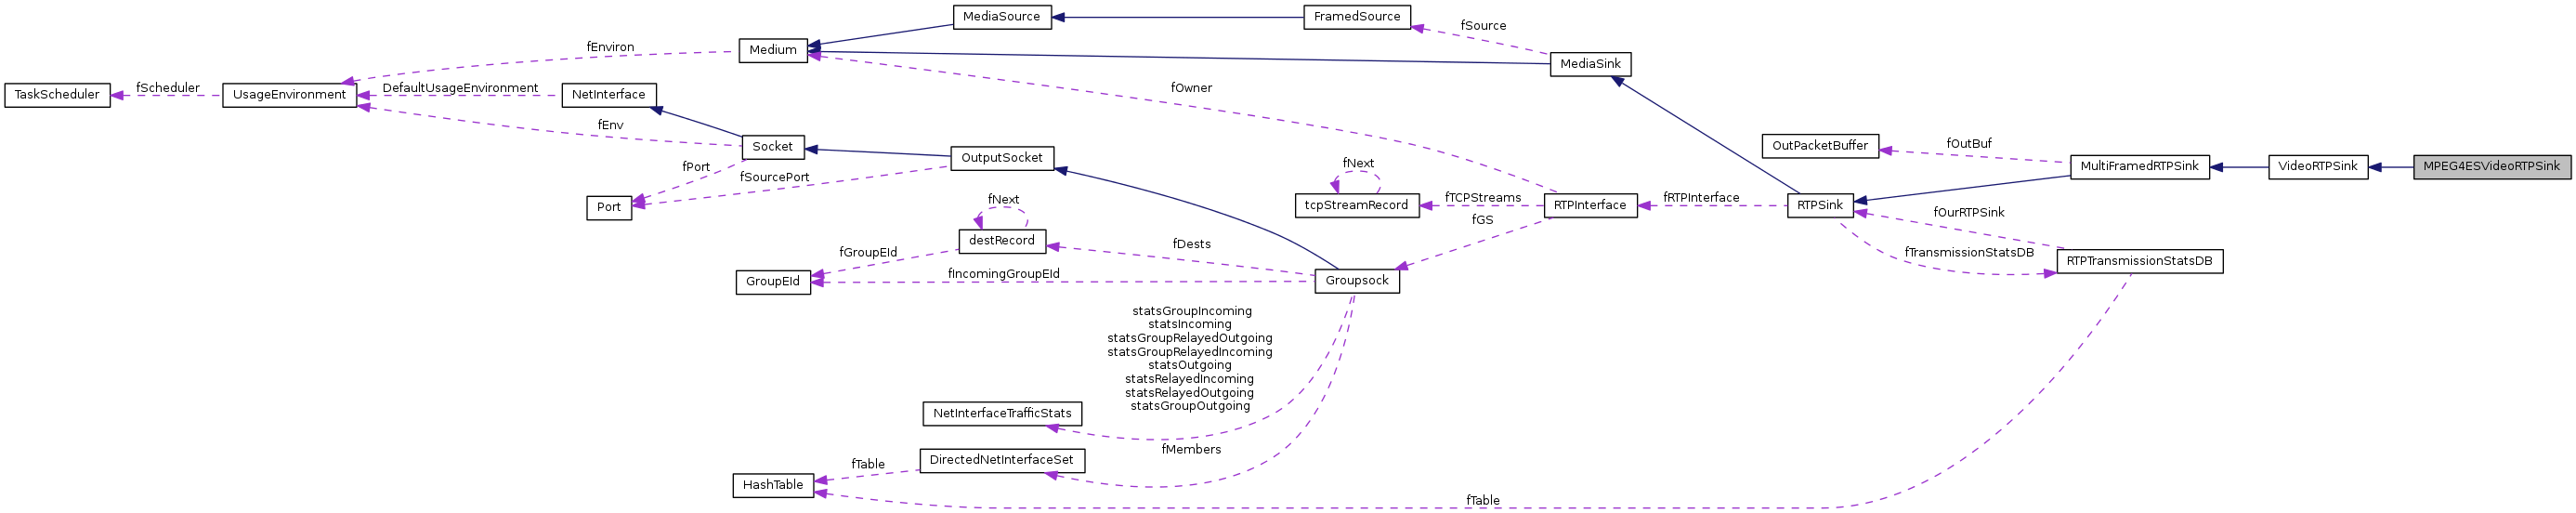 MediaSource
FramedSource
fSource
fEnviron
Medium
MediaSink
fOwner
TaskScheduler
fScheduler
UsageEnvironment
DefaultUsageEnvironment
NetInterface
fEnv
Socket
OutputSocket
fPort
fSourcePort
Port
fNext
destRecord
fGroupEId
GroupEId
fDests
fIncomingGroupEId
Groupsock
fNext
tcpStreamRecord
fTCPStreams
fGS
RTPInterface
fRTPInterface
RTPSink
OutPacketBuffer
fOutBuf
MultiFramedRTPSink
VideoRTPSink
MPEG4ESVideoRTPSink
fOurRTPSink
fTransmissionStatsDB
RTPTransmissionStatsDB
statsGroupIncoming
statsIncoming
statsGroupRelayedOutgoing
statsGroupRelayedIncoming
statsOutgoing
statsRelayedIncoming
statsRelayedOutgoing
statsGroupOutgoing
NetInterfaceTrafficStats
fMembers
DirectedNetInterfaceSet
fTable
HashTable
fTable